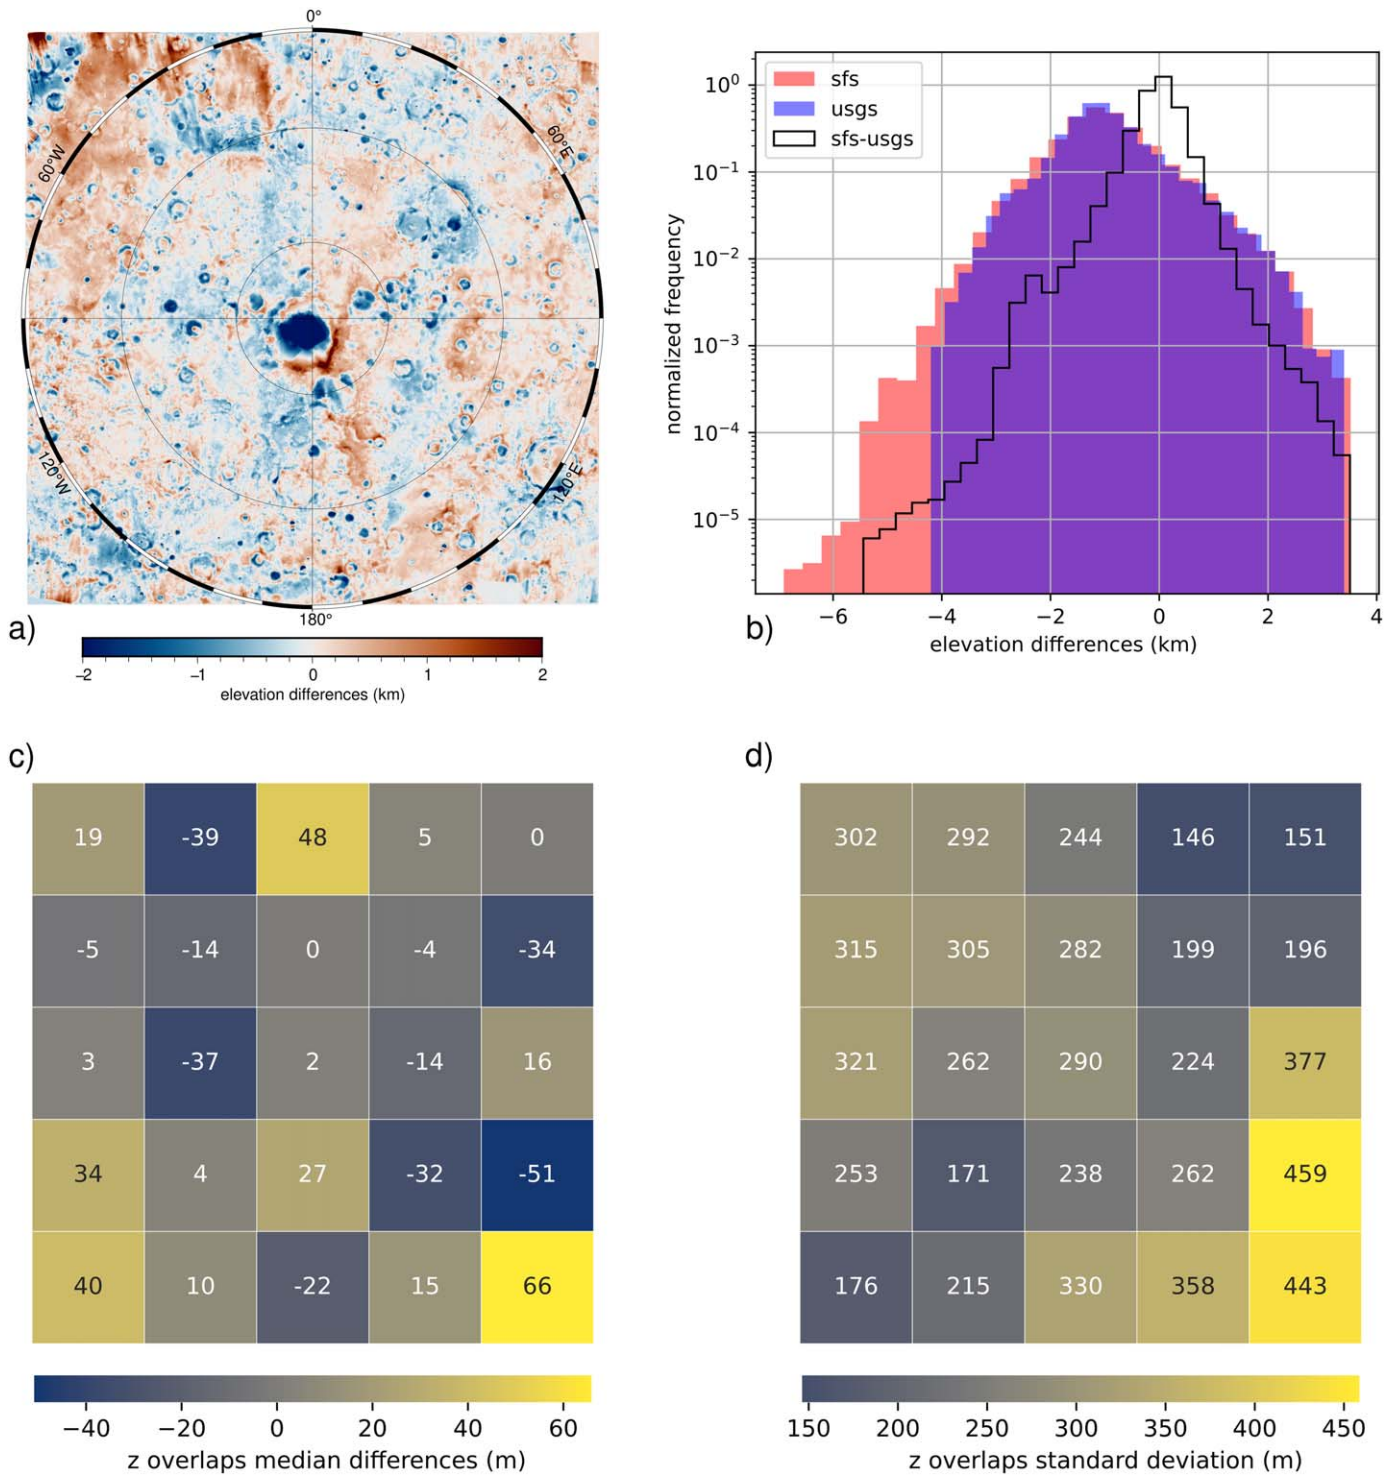 0°
60°W
60°E
120°W
120°E
180°
a)
−2 −1 0 1 2
elevation differences (km)
sfs
usgs
sfs-usgs
10⁰
10⁻¹
10⁻²
10⁻³
10⁻⁴
10⁻⁵
normalized frequency
−6 −4 −2 0 2 4
elevation differences (km)
b)
c)
19 -39 48 5 0
-5 -14 0 -4 -34
3 -37 2 -14 16
34 4 27 -32 -51
40 10 -22 15 66
−40 −20 0 20 40 60
z overlaps median differences (m)
d)
302 292 244 146 151
315 305 282 199 196
321 262 290 224 377
253 171 238 262 459
176 215 330 358 443
150 200 250 300 350 400 450
z overlaps standard deviation (m)